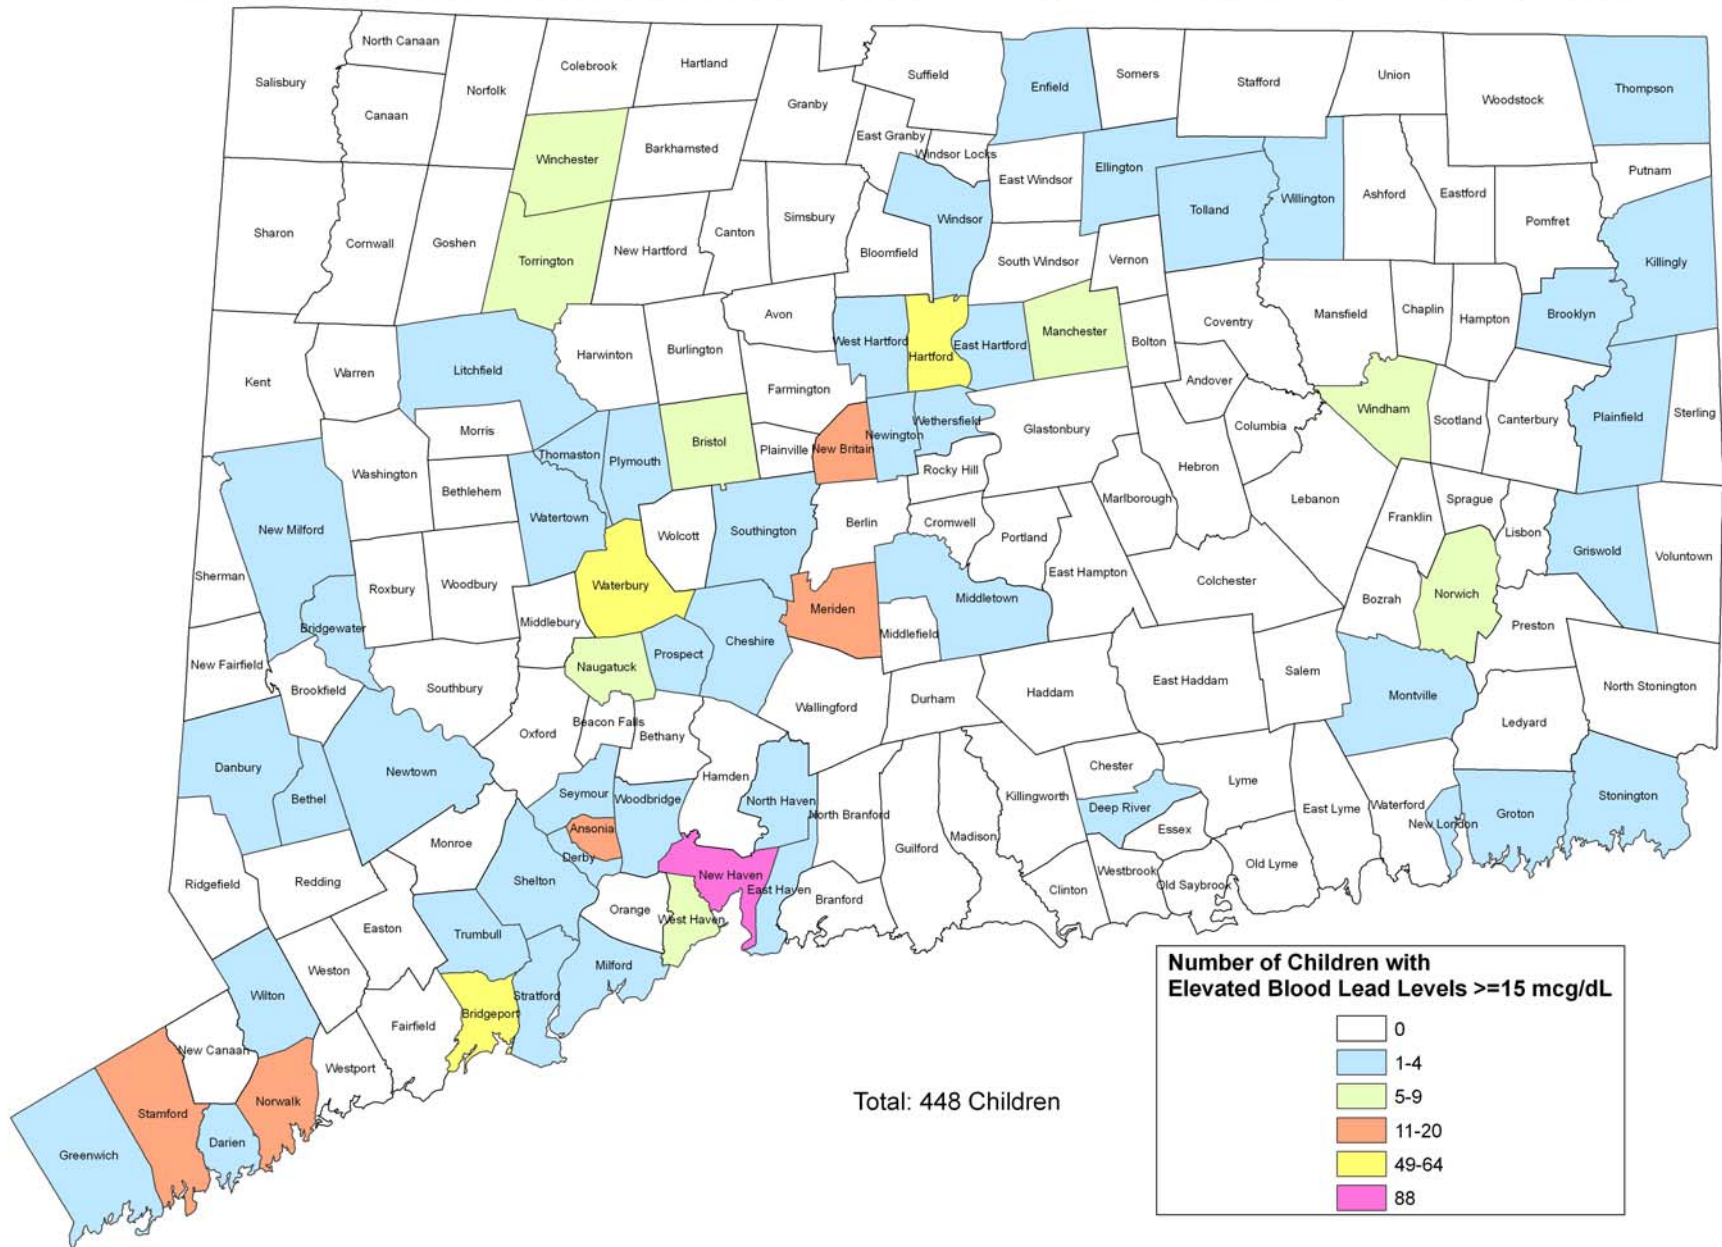 North Canaan
Colebrook
Hartland
Salisbury
Norfolk
Canaan
Granby
Suffield
Enfield
Somers
Stafford
Union
Woodstock
Thompson
Winchester
Barkhamsted
East Granby
Windsor Locks
East Windsor
Ellington
Willington
Ashford
Eastford
Putnam
Pomfret
Sharon
Cornwall
Goshen
Torrington
New Hartford
Canton
Simsbury
Bloomfield
Windsor
South Windsor
Vernon
Tolland
Killingly
Kent
Warren
Litchfield
Harwinton
Burlington
Avon
Farmington
West Hartford
Hartford
East Hartford
Manchester
Bolton
Coventry
Mansfield
Chaplin
Hampton
Brooklyn
Andover
Columbia
Windham
Scotland
Canterbury
Plainfield
Sterling
Washington
Morris
Bethlehem
Thomaston
Plymouth
Bristol
Plainville
New Britain
Newington
Wethersfield
Rocky Hill
Glastonbury
Hebron
Marlborough
Lebanon
Franklin
Sprague
Lisbon
Griswold
Voluntown
New Milford
Sherman
Roxbury
Woodbury
Watertown
Waterbury
Wolcott
Southington
Berlin
Cromwell
Portland
East Hampton
Colchester
Bozrah
Norwich
Preston
Bridgewater
New Fairfield
Brookfield
Southbury
Middlebury
Naugatuck
Prospect
Cheshire
Meriden
Middlefield
Middletown
Haddam
East Haddam
Salem
Montville
Ledyard
North Stonington
Danbury
Bethel
Newtown
Oxford
Beacon Falls
Bethany
Hamden
Wallingford
Durham
Killingworth
Chester
Deep River
Essex
Lyme
East Lyme
Waterford
New London
Groton
Stonington
Ridgefield
Redding
Monroe
Seymour
Woodbridge
Ansonia
Derby
Shelton
North Haven
North Branford
Guilford
Madison
Clinton
Westbrook
Old Saybrook
Old Lyme
New Haven
East Haven
Branford
Orange
West Haven
Easton
Trumbull
Weston
Wilton
Milford
Stratford
Bridgeport
Fairfield
New Canaan
Westport
Norwalk
Stamford
Darien
Greenwich
Total: 448 Children
Number of Children with
Elevated Blood Lead Levels >=15 mcg/dL
0
1-4
5-9
11-20
49-64
88